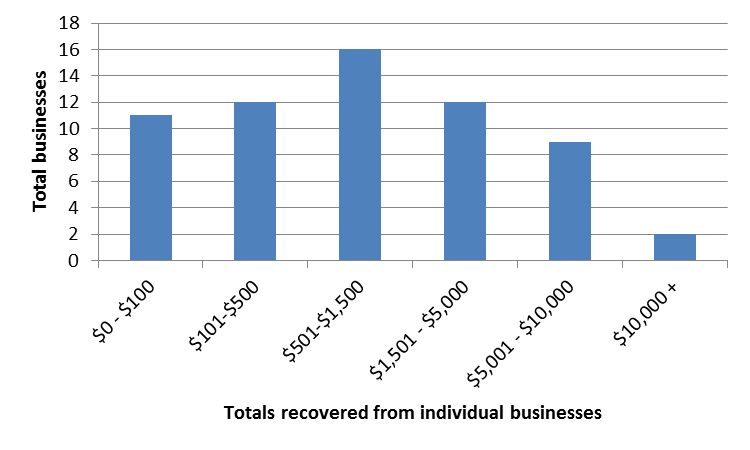 Total businesses
18
16
14
12
10
8
6
4
2
0
$0 - $100
$101-$500
$501-$1,500
$1,501 - $5,000
$5,001 - $10,000
$10,000 +
Totals recovered from individual businesses